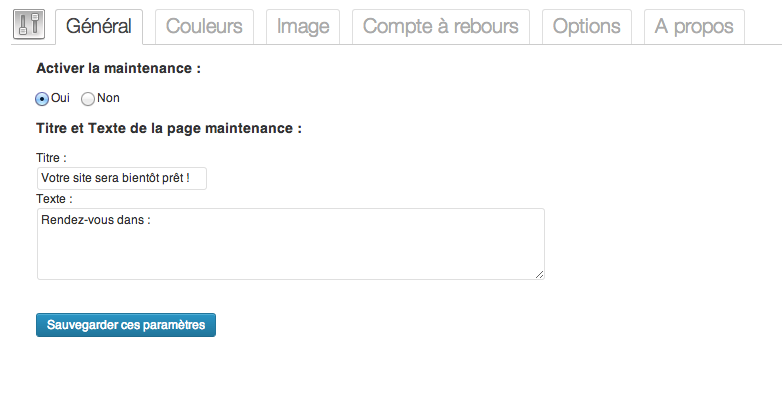 Général Couleurs Image Compte à rebours Options A propos
Activer la maintenance :
Oui Non
Titre et Texte de la page maintenance :
Titre :
Votre site sera bientôt prêt !
Texte :
Rendez-vous dans :
Sauvegarder ces paramètres